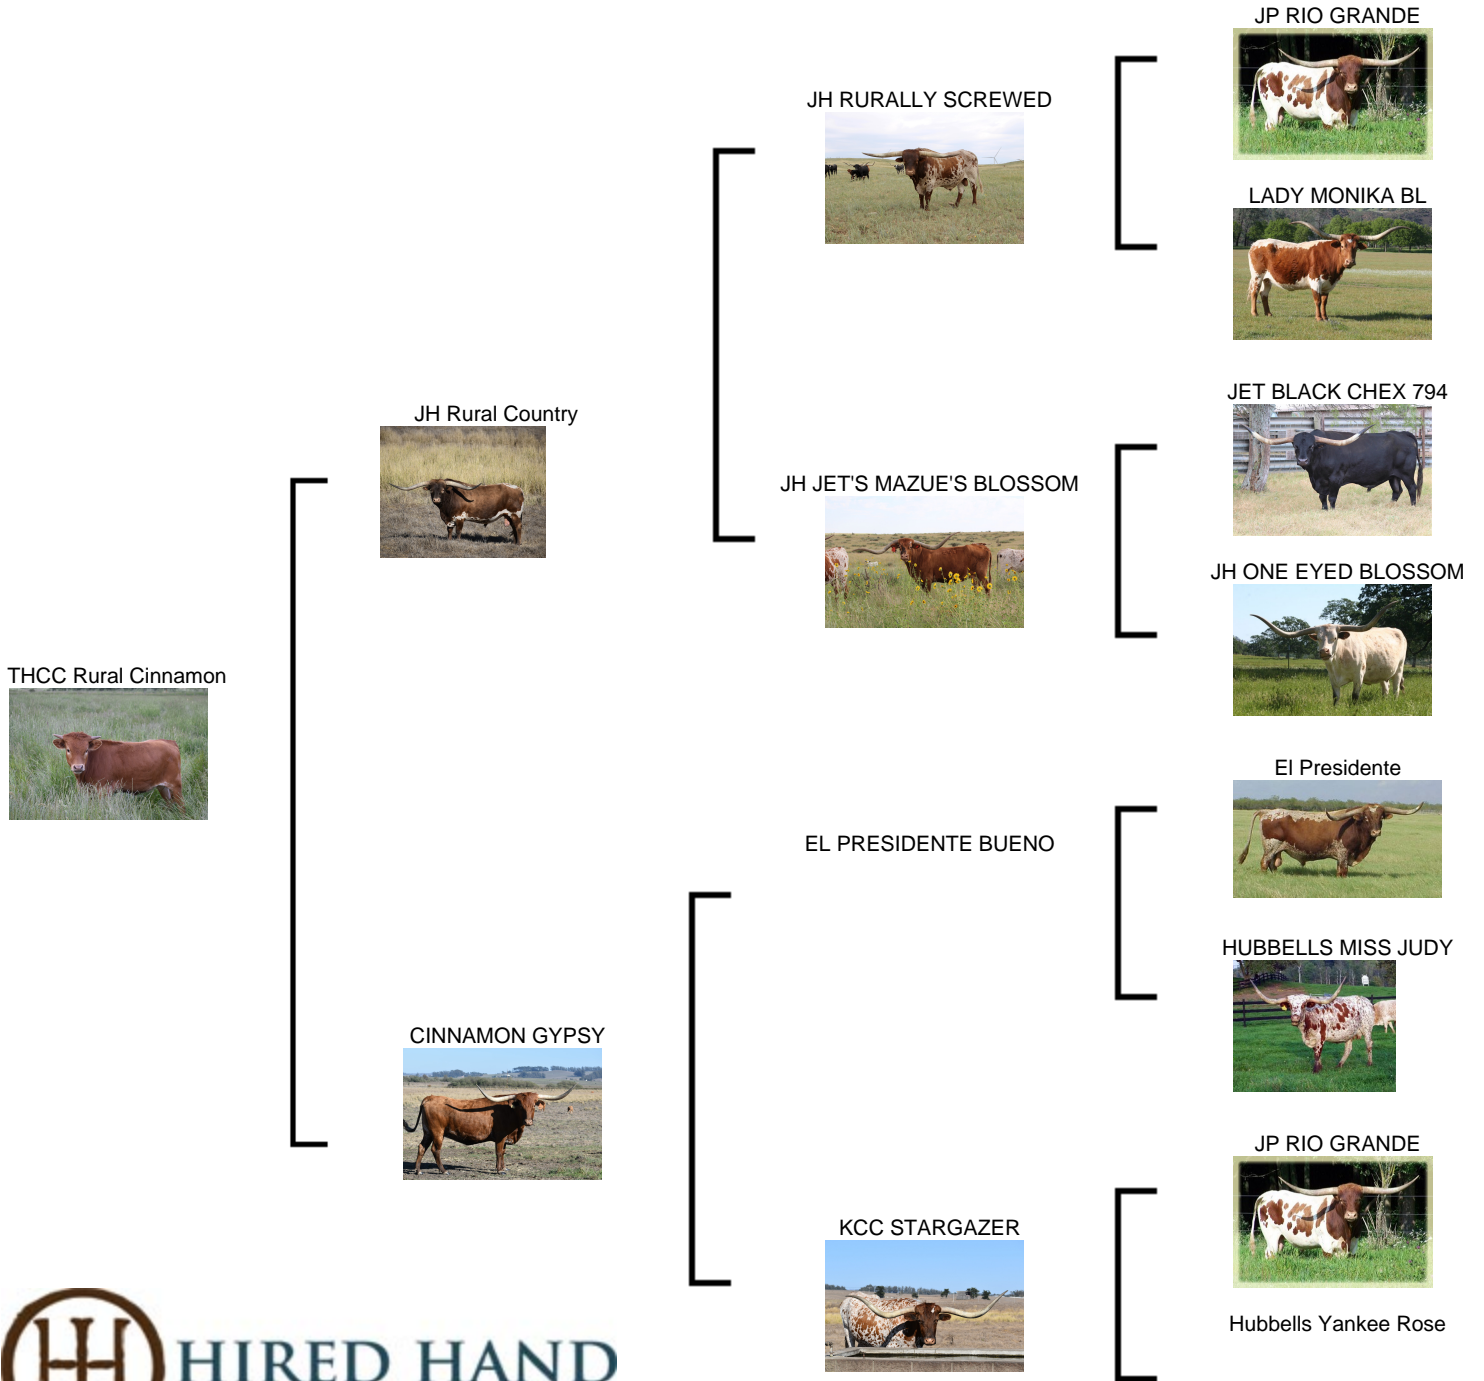 JP RIO GRANDE
JH RURALLY SCREWED
LADY MONIKA BL
JET BLACK CHEX 794
JH Rural Country
JH JET'S MAZUE'S BLOSSOM
JH ONE EYED BLOSSOM
THCC Rural Cinnamon
El Presidente
EL PRESIDENTE BUENO
HUBBELLS MISS JUDY
CINNAMON GYPSY
JP RIO GRANDE
KCC STARGAZER
Hubbells Yankee Rose
HIRED HAND